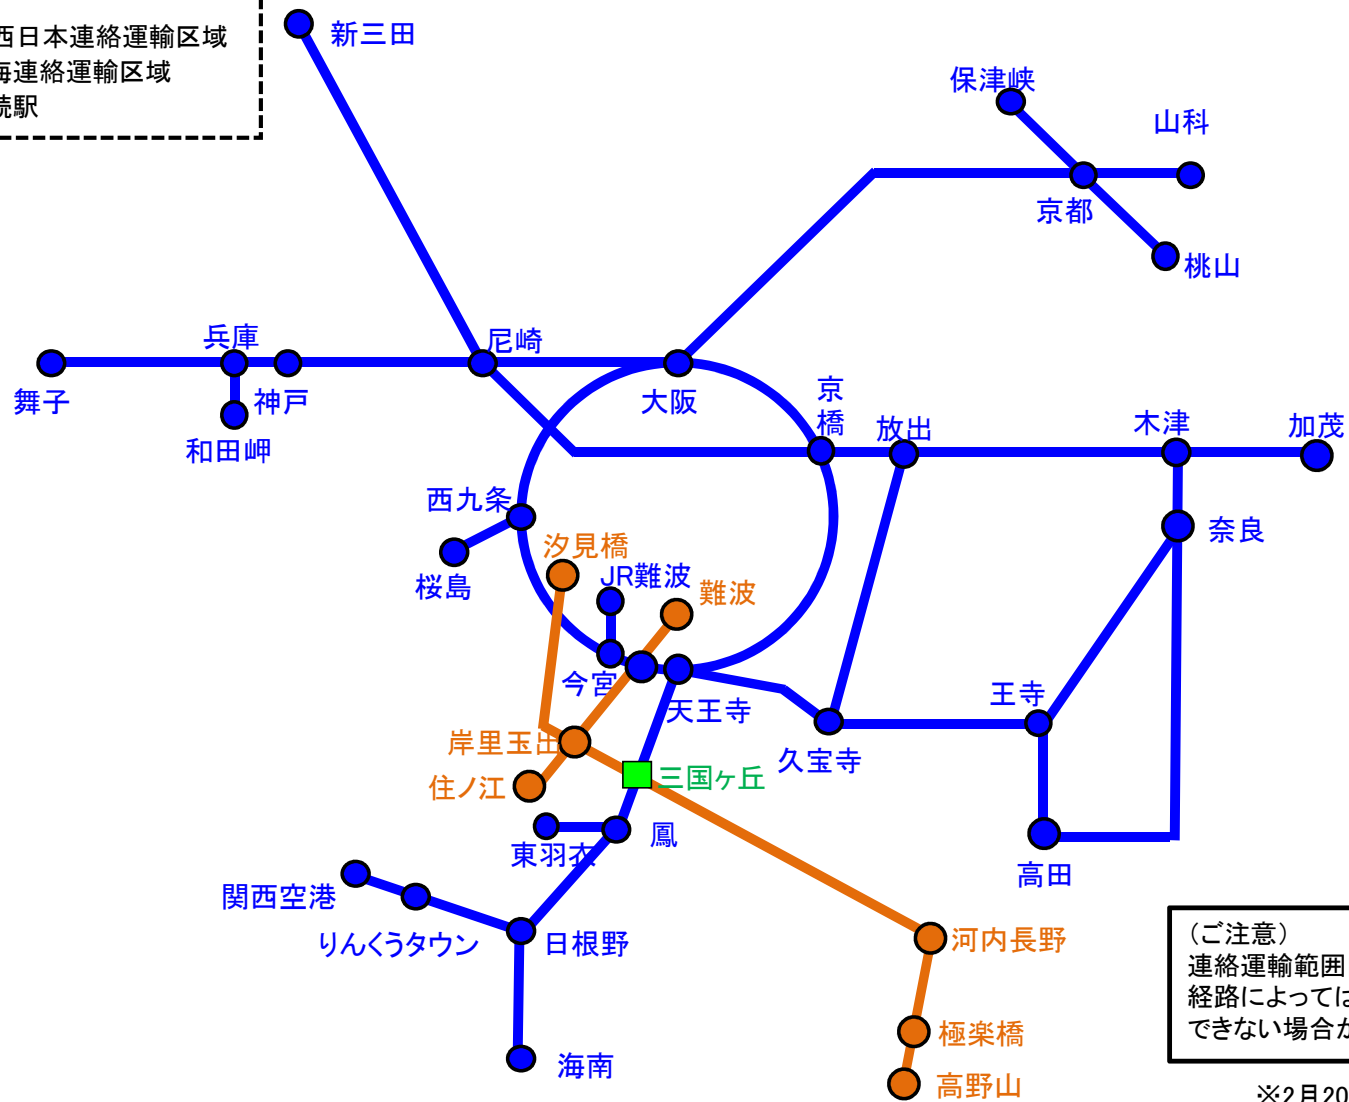 西日本連絡運輸区域
海連絡運輸区域
続駅
新三田
保津峡
山科
京都
桃山
兵庫
尼崎
舞子
神戸
和田岬
大阪
京橋
放出
木津
加茂
西九条
桜島
汐見橋
JR難波
難波
奈良
今宮
天王寺
王寺
久宝寺
岸里玉出
住ノ江
三国ヶ丘
東羽衣
鳳
高田
関西空港
りんくうタウン
日根野
河内長野
海南
極楽橋
高野山
（ご注意）
連絡運輸範囲
経路によっては
できない場合が
※2月20